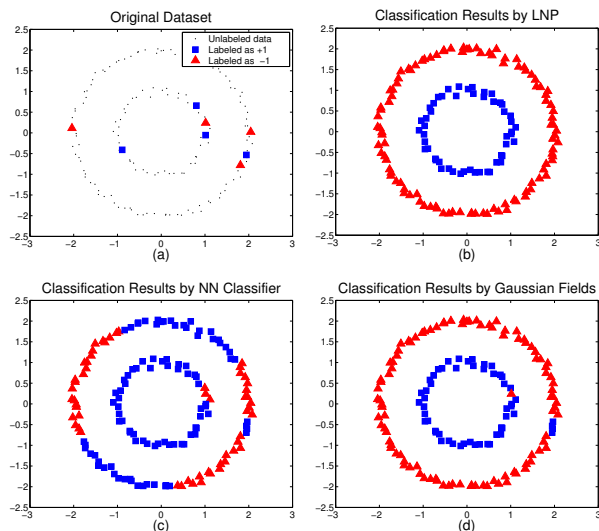 Original Dataset
Unlabeled data
Labeled as +1
Labeled as −1
2.5
2
1.5
1
0.5
0
−0.5
−1
−1.5
−2
−2.5
−3 −2 −1 0 1 2 3
(a)
Classification Results by LNP
2.5
2
1.5
1
0.5
0
−0.5
−1
−1.5
−2
−2.5
−3 −2 −1 0 1 2 3
(b)
Classification Results by NN Classifier
2.5
2
1.5
1
0.5
0
−0.5
−1
−1.5
−2
−2.5
−3 −2 −1 0 1 2 3
(c)
Classification Results by Gaussian Fields
2.5
2
1.5
1
0.5
0
−0.5
−1
−1.5
−2
−2.5
−3 −2 −1 0 1 2 3
(d)